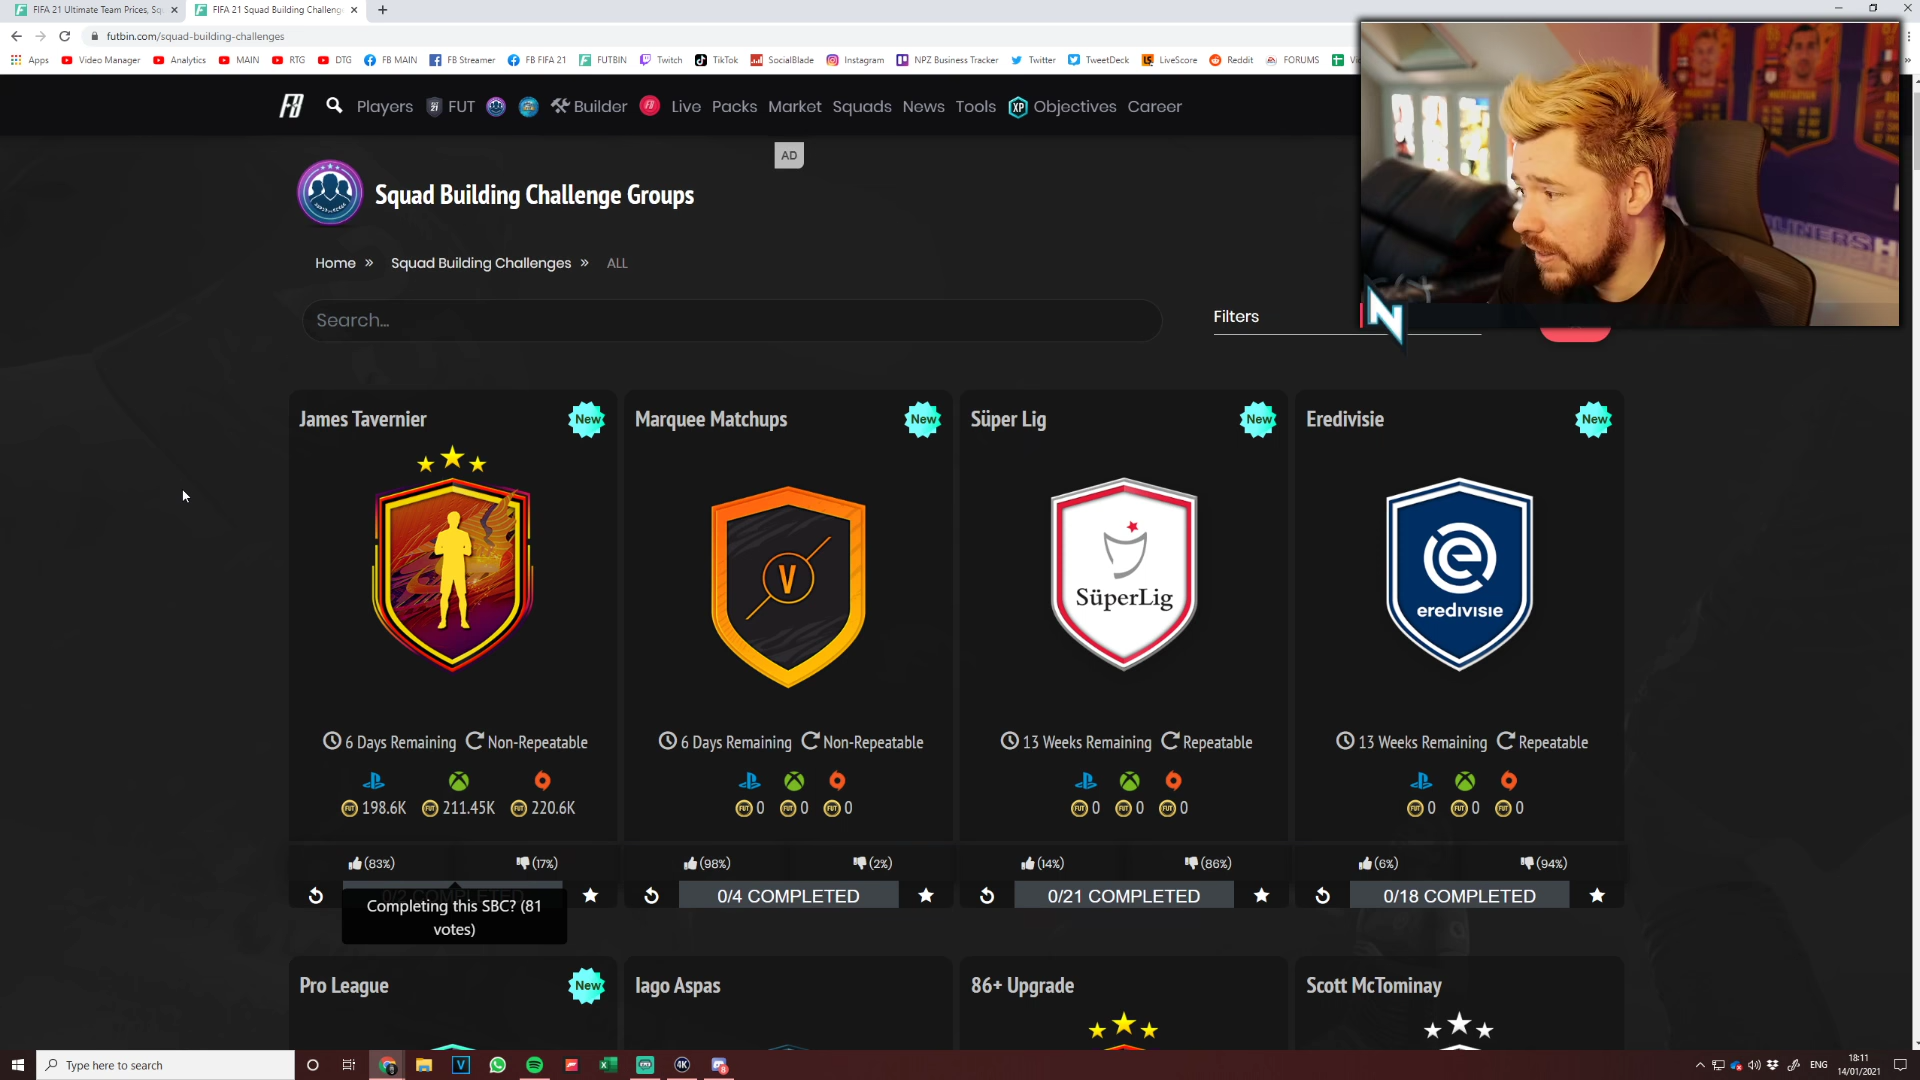 FIFA 21 Ultimate Team Prices, Sq
FIFA 21 Squad Building Challeng
futbin.com/squad-building-challenges
Apps
Video Manager
Analytics
MAIN
RTG
DTG
FB MAIN
FB Streamer
FB FIFA 21
FUTBIN
Twitch
TikTok
SocialBlade
Instagram
NPZ Business Tracker
Twitter
TweetDeck
LiveScore
Reddit
FORUMS
Players
FUT
Builder
Live
Packs
Market
Squads
News
Tools
XP
Objectives
Career
AD
Squad Building Challenge Groups
Home » Squad Building Challenges » ALL
Search...
Filters
N
James Tavernier
New
Marquee Matchups
New
Süper Lig
New
Eredivisie
New
V
SüperLig
eredivisie
6 Days Remaining Non-Repeatable
6 Days Remaining Non-Repeatable
13 Weeks Remaining Repeatable
13 Weeks Remaining Repeatable
198.6K 211.45K 220.6K
0 0 0
0 0 0
0 0 0
(83%) (17%)
(98%) (2%)
(14%) (86%)
(6%) (94%)
0/2 COMPLETED
0/4 COMPLETED
0/21 COMPLETED
0/18 COMPLETED
Completing this SBC? (81
votes)
Pro League
New
Iago Aspas
86+ Upgrade
Scott McTominay
Type here to search
ENG
18:11
14/01/2021